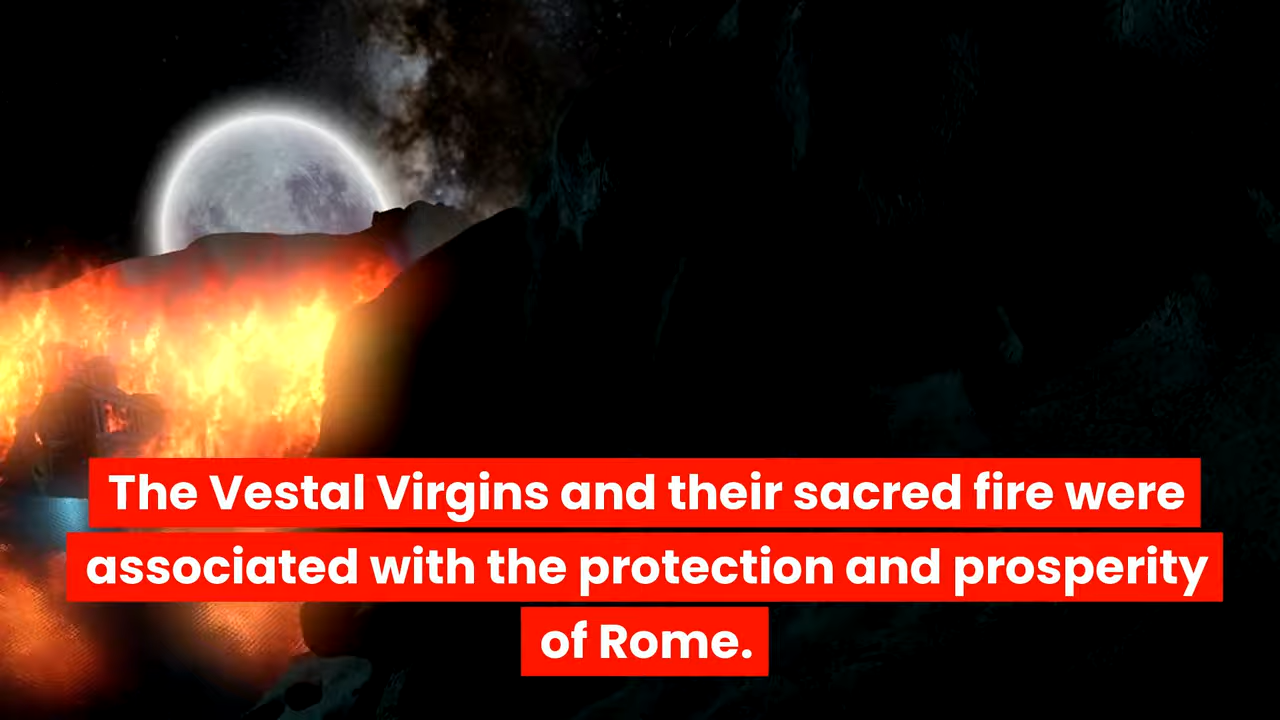 The Vestal Virgins and their sacred fire were
associated with the protection and prosperity
of Rome.